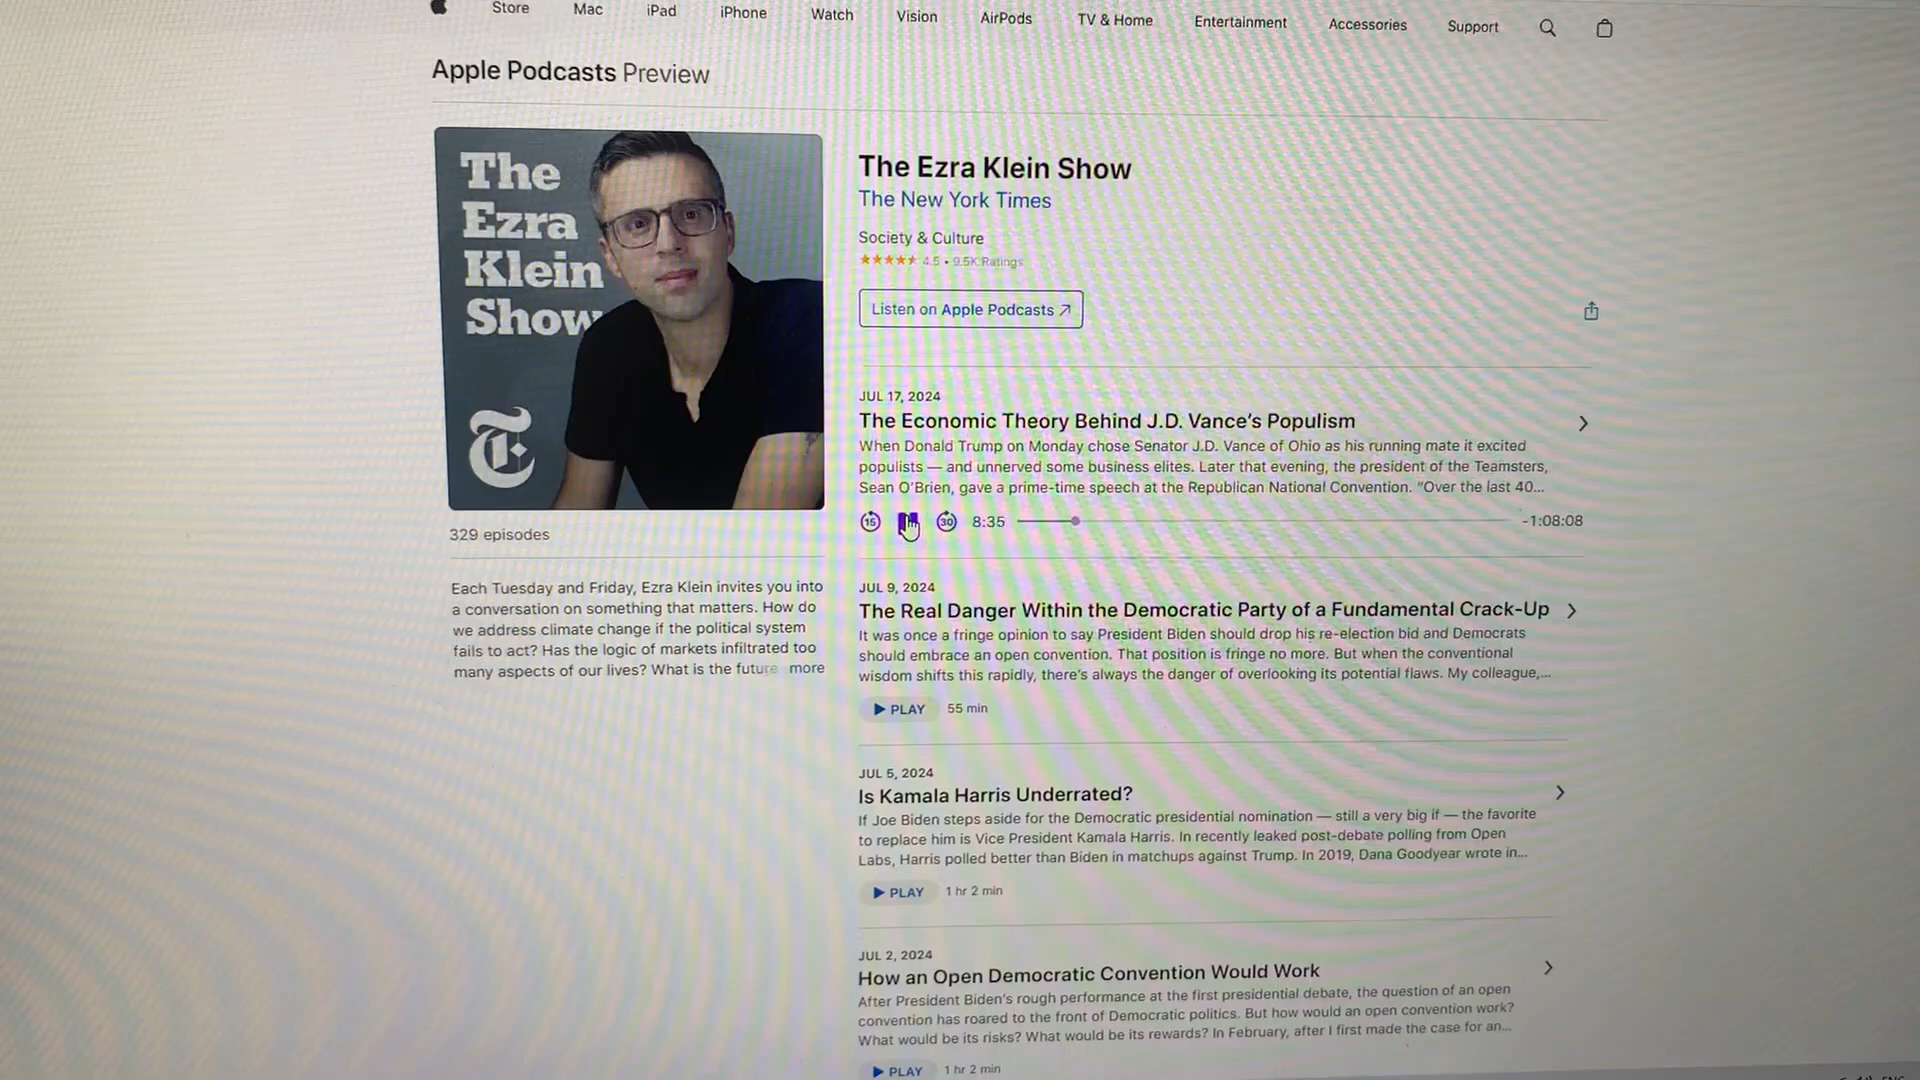 Store Mac iPad iPhone Watch Vision AirPods TV & Home Entertainment Accessories Support
Apple Podcasts Preview
The
Ezra
Klein
Show
The Ezra Klein Show
The New York Times
Society & Culture
★★★★★ 4.5 • 9.5K Ratings
Listen on Apple Podcasts ↗
329 episodes
Each Tuesday and Friday, Ezra Klein invites you into
a conversation on something that matters. How do
we address climate change if the political system
fails to act? Has the logic of markets infiltrated too
many aspects of our lives? What is the future more
JUL 17, 2024
The Economic Theory Behind J.D. Vance’s Populism
When Donald Trump on Monday chose Senator J.D. Vance of Ohio as his running mate it excited
populists — and unnerved some business elites. Later that evening, the president of the Teamsters,
Sean O’Brien, gave a prime-time speech at the Republican National Convention. “Over the last 40...
15 30 8:35 -1:08:08
JUL 9, 2024
The Real Danger Within the Democratic Party of a Fundamental Crack-Up
It was once a fringe opinion to say President Biden should drop his re-election bid and Democrats
should embrace an open convention. That position is fringe no more. But when the conventional
wisdom shifts this rapidly, there’s always the danger of overlooking its potential flaws. My colleague,...
PLAY 55 min
JUL 5, 2024
Is Kamala Harris Underrated?
If Joe Biden steps aside for the Democratic presidential nomination — still a very big if — the favorite
to replace him is Vice President Kamala Harris. In recently leaked post-debate polling from Open
Labs, Harris polled better than Biden in matchups against Trump. In 2019, Dana Goodyear wrote in...
PLAY 1 hr 2 min
JUL 2, 2024
How an Open Democratic Convention Would Work
After President Biden’s rough performance at the first presidential debate, the question of an open
convention has roared to the front of Democratic politics. But how would an open convention work?
What would be its risks? What would be its rewards? In February, after I first made the case for an...
PLAY 1 hr 2 min